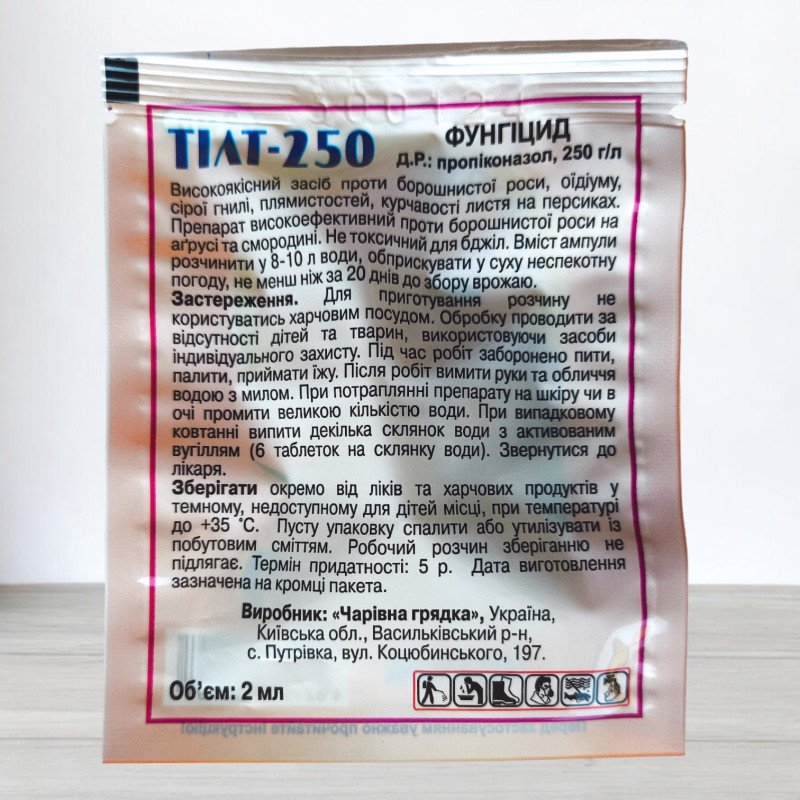 300124
ТІЛТ-250
ФУНГІЦИД
Д.Р.: пропіконазол, 250 г/л
Високоякісний засіб проти борошнистої роси, оїдіуму,
сірої гнилі, плямистостей, курчавості листя на персиках.
Препарат високоефективний проти борошнистої роси на
аґрусі та смородині. Не токсичний для бджіл. Вміст ампули
розчинити у 8-10 л води, обприскувати у суху неспекотну
погоду, не менш ніж за 20 днів до збору врожаю.
Застереження. Для приготування розчину не
користуватись харчовим посудом. Обробку проводити за
відсутності дітей та тварин, використовуючи засоби
індивідуального захисту. Під час робіт заборонено пити,
палити, приймати їжу. Після робіт вимити руки та обличчя
водою з милом. При потраплянні препарату на шкіру чи в
очі промити великою кількістю води. При випадковому
ковтанні випити декілька склянок води з активованим
вугіллям (6 таблеток на склянку води). Звернутися до
лікаря.
Зберігати окремо від ліків та харчових продуктів у
темному, недоступному для дітей місці, при температурі
до +35 °С. Пусту упаковку спалити або утилізувати із
побутовим сміттям. Робочий розчин зберіганню не
підлягає. Термін придатності: 5 р. Дата виготовлення
зазначена на кромці пакета.
Виробник: «Чарівна грядка», Україна,
Київська обл., Васильківський р-н,
с. Путрівка, вул. Коцюбинського, 197.
Об'єм: 2 мл
Перед застосуванням уважно прочитайте інструкцію!